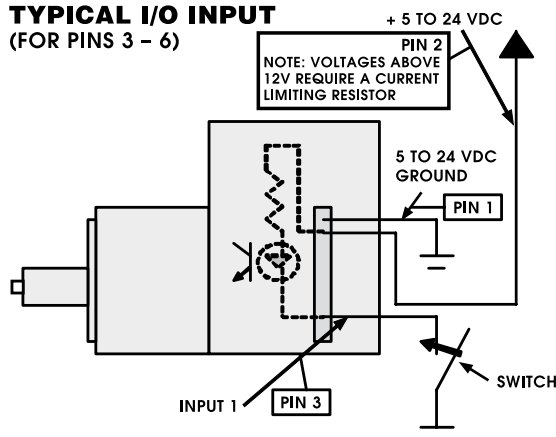 TYPICAL I/O INPUT
(FOR PINS 3 – 6)
+ 5 TO 24 VDC
PIN 2
NOTE: VOLTAGES ABOVE
12V REQUIRE A CURRENT
LIMITING RESISTOR
5 TO 24 VDC
GROUND
PIN 1
SWITCH
INPUT 1
PIN 3